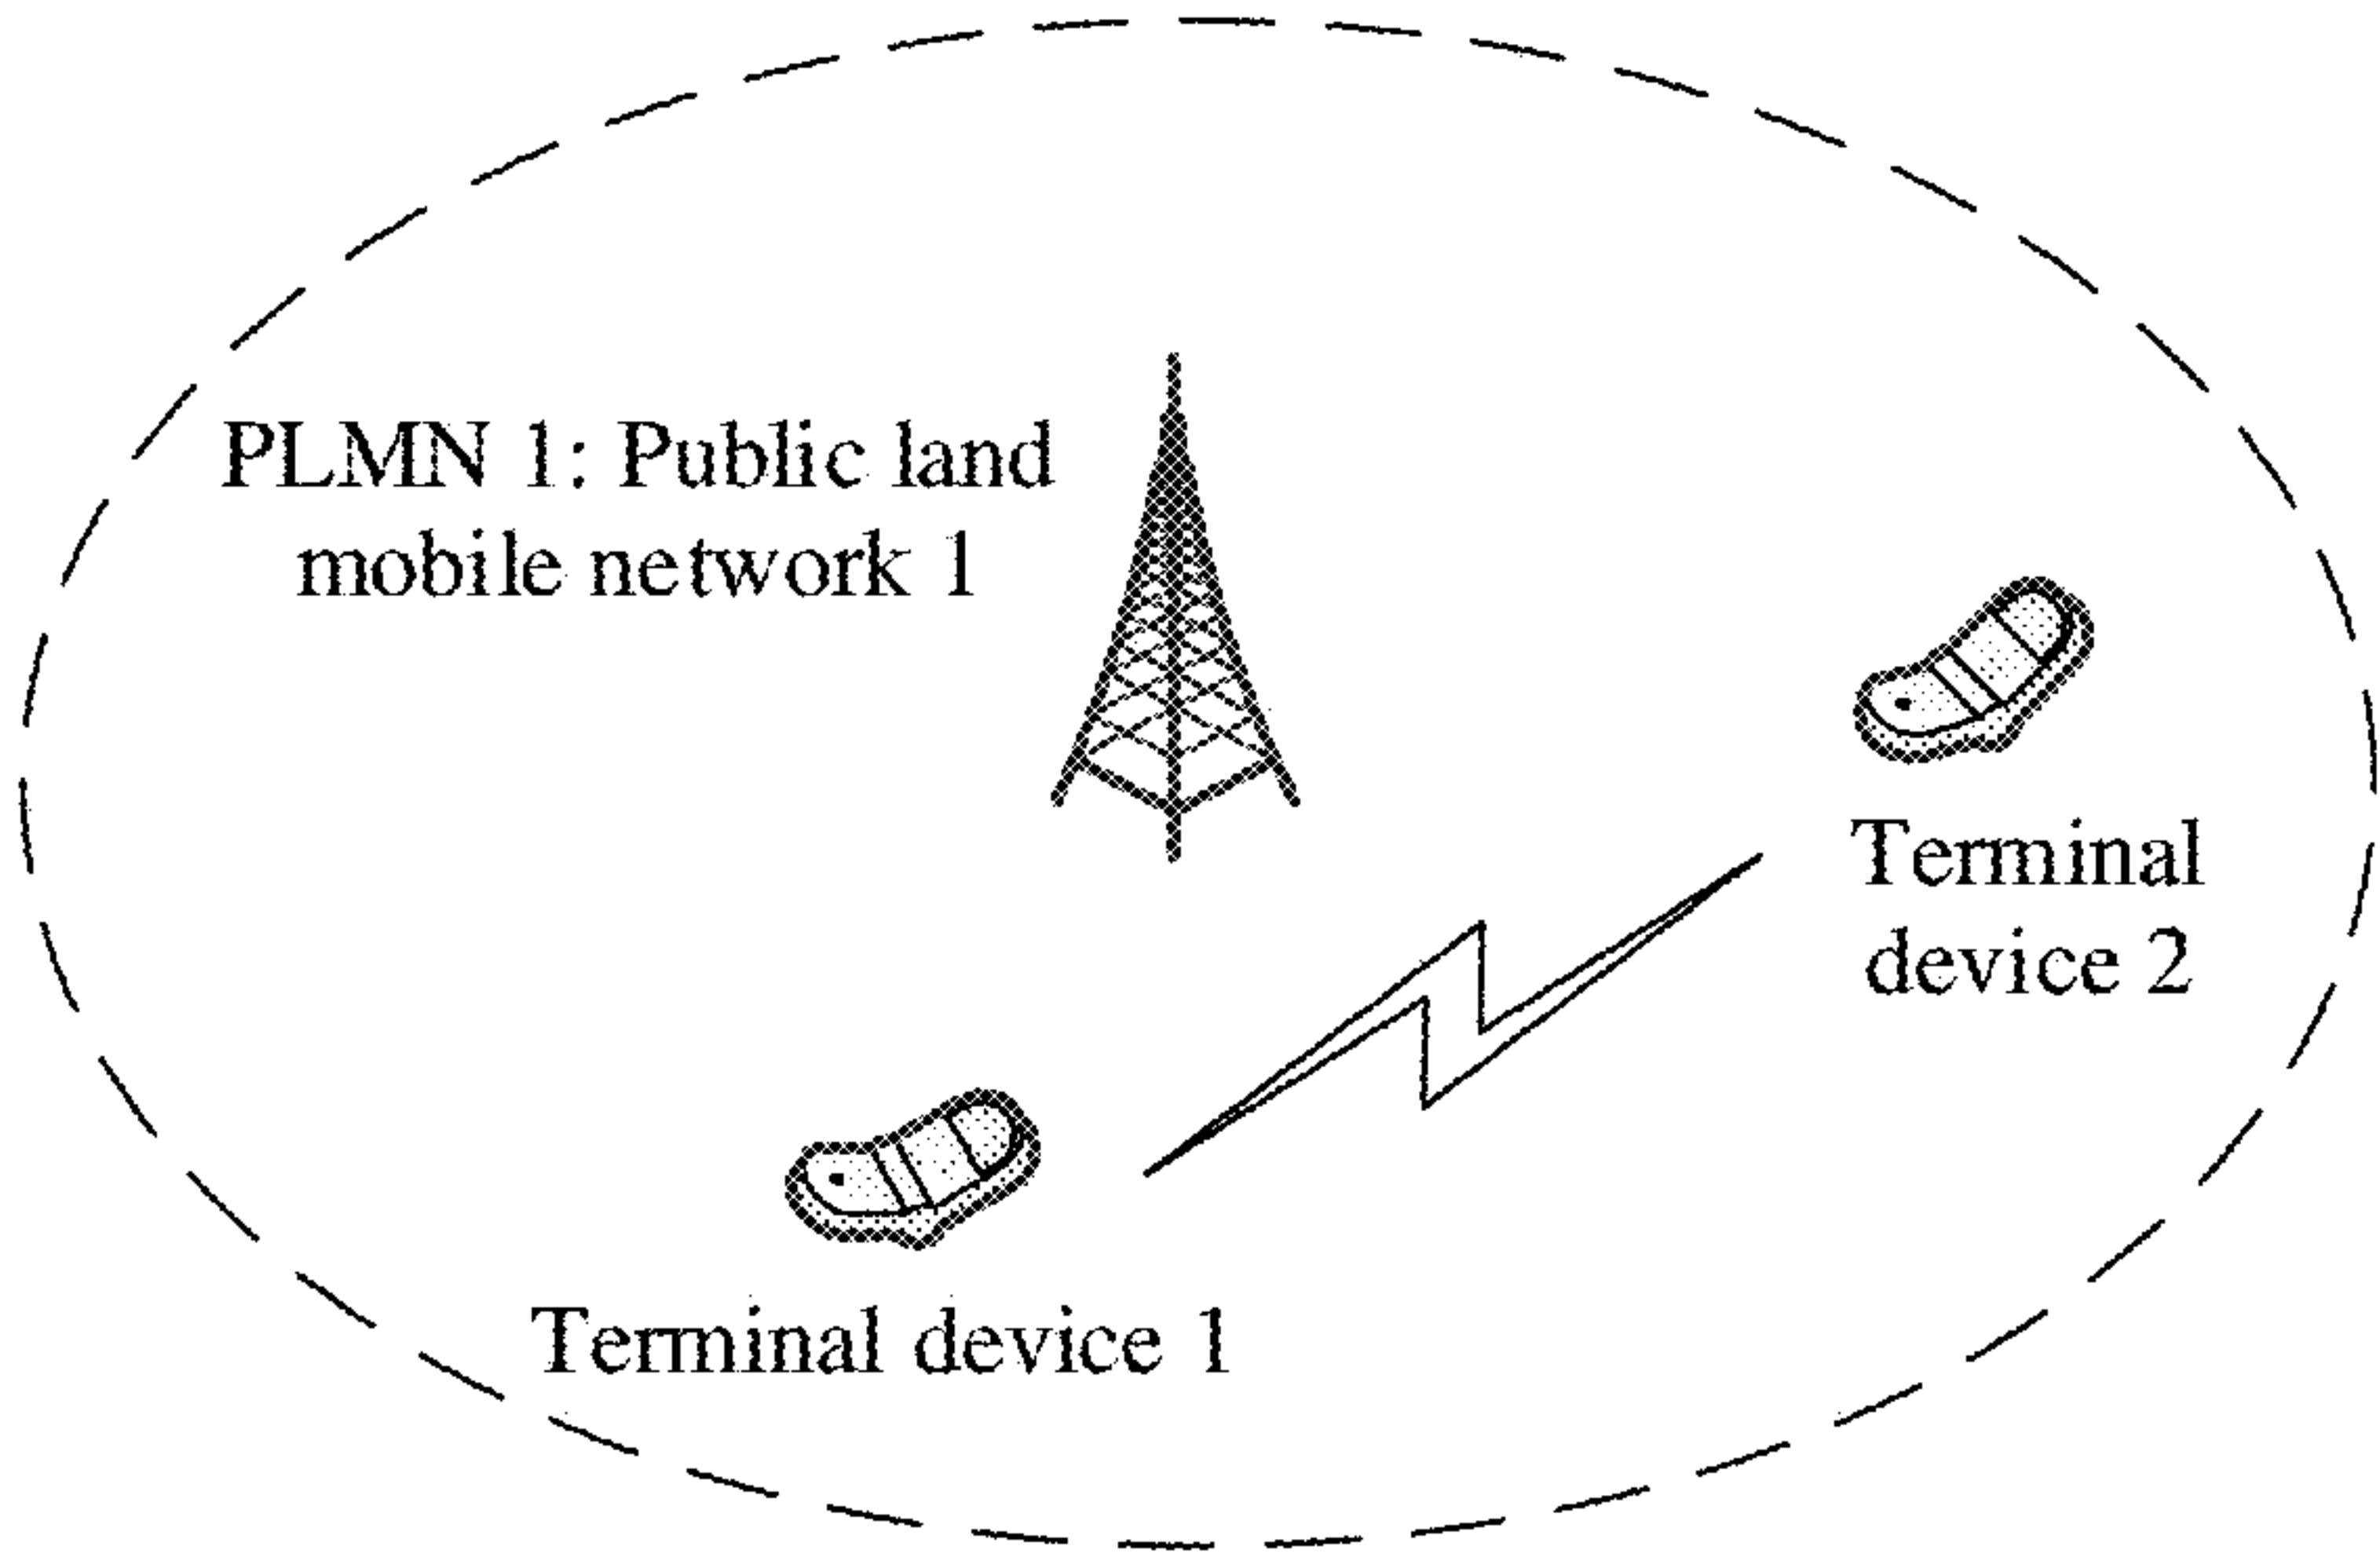 PLMN 1: Public land
mobile network 1
Terminal
device 2
Terminal device 1